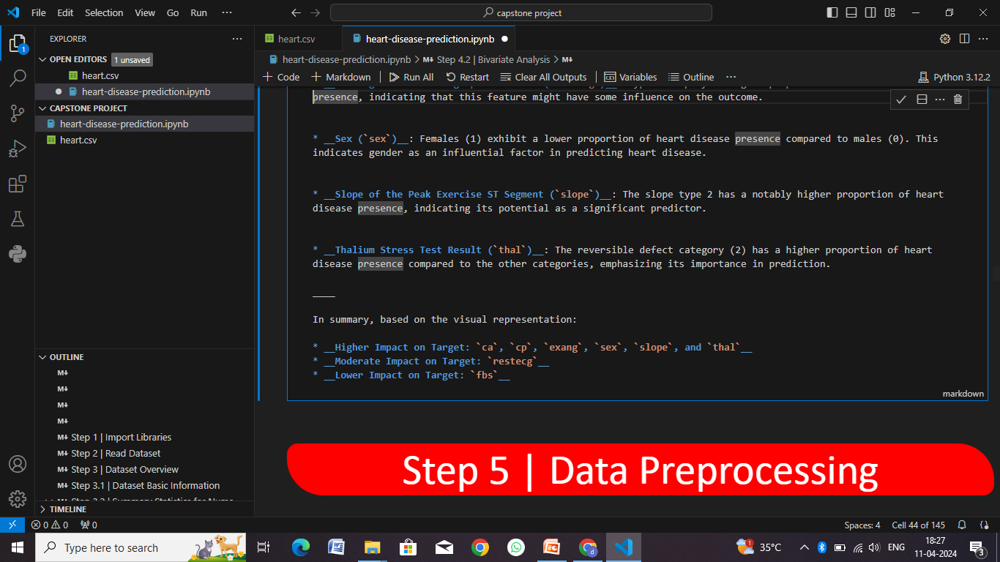 File Edit Selection View Go Run ···
capstone project
EXPLORER
OPEN EDITORS 1 unsaved
heart.csv
heart-disease-prediction.ipynb
CAPSTONE PROJECT
heart-disease-prediction.ipynb
heart.csv
OUTLINE
M↓
M↓
M↓
M↓
M↓ Step 1 | Import Libraries
M↓ Step 2 | Read Dataset
M↓ Step 3 | Dataset Overview
M↓ Step 3.1 | Dataset Basic Information
TIMELINE
heart.csv
heart-disease-prediction.ipynb
heart-disease-prediction.ipynb > M↓ Step 4.2 | Bivariate Analysis > M↓
+ Code + Markdown Run All Restart Clear All Outputs Variables Outline ··· Python 3.12.2
presence, indicating that this feature might have some influence on the outcome.
* __Sex (`sex`)__: Females (1) exhibit a lower proportion of heart disease presence compared to males (0). This
indicates gender as an influential factor in predicting heart disease.
* __Slope of the Peak Exercise ST Segment (`slope`)__: The slope type 2 has a notably higher proportion of heart
disease presence, indicating its potential as a significant predictor.
* __Thalium Stress Test Result (`thal`)__: The reversible defect category (2) has a higher proportion of heart
disease presence compared to the other categories, emphasizing its importance in prediction.
____
In summary, based on the visual representation:
* __Higher Impact on Target: `ca`, `cp`, `exang`, `sex`, `slope`, and `thal`__
* __Moderate Impact on Target: `restecg`__
* __Lower Impact on Target: `fbs`__
markdown
Step 5 | Data Preprocessing
0 0 0
Spaces: 4 Cell 44 of 145
Type here to search
35°C
ENG
18:27
11-04-2024
3